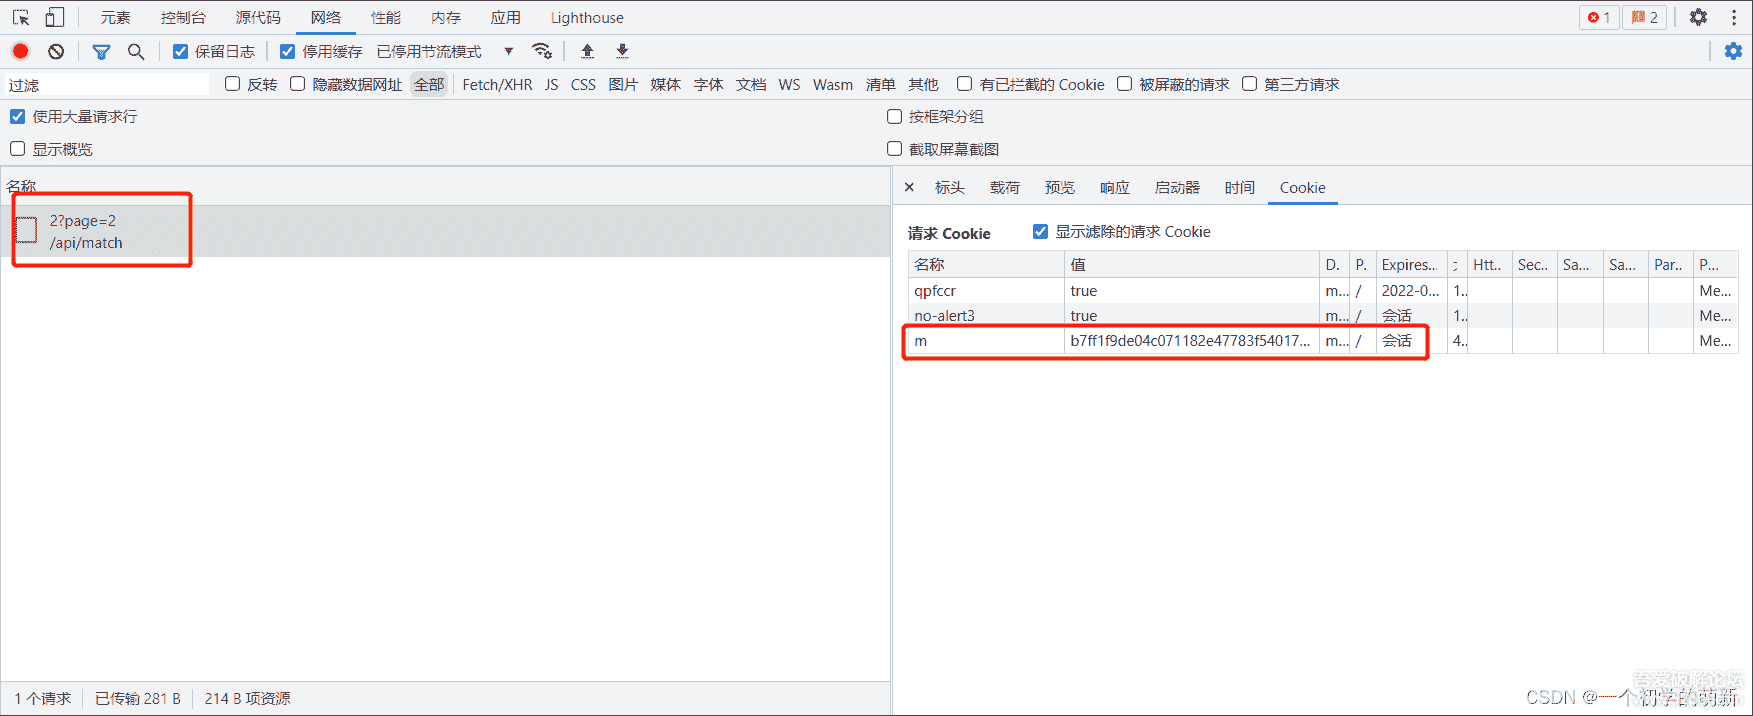 元素 控制台 源代码 网络 性能 内存 应用 Lighthouse 1 2
保留日志 停用缓存 已停用节流模式
过滤 反转 隐藏数据网址 全部 Fetch/XHR JS CSS 图片 媒体 字体 文档 WS Wasm 清单 其他 有已拦截的 Cookie 被屏蔽的请求 第三方请求
使用大量请求行 按框架分组
显示概览 截取屏幕截图
名称
2?page=2
/api/match
标头 载荷 预览 响应 启动器 时间 Cookie
请求 Cookie 显示滤除的请求 Cookie
名称 值 D. P. Expires... Htt.. Sec.. Sa... Sa... Par.. P...
qpfccr true m... / 2022-0... 1.. Me...
no-alert3 true m... / 会话 1.. Me...
m b7ff1f9de04c071182e47783f54017... m... / 会话 4.. Me...
1 个请求 已传输 281 B 214 B 项资源
吾爱破解论坛
CSDN @一个初学的萌新